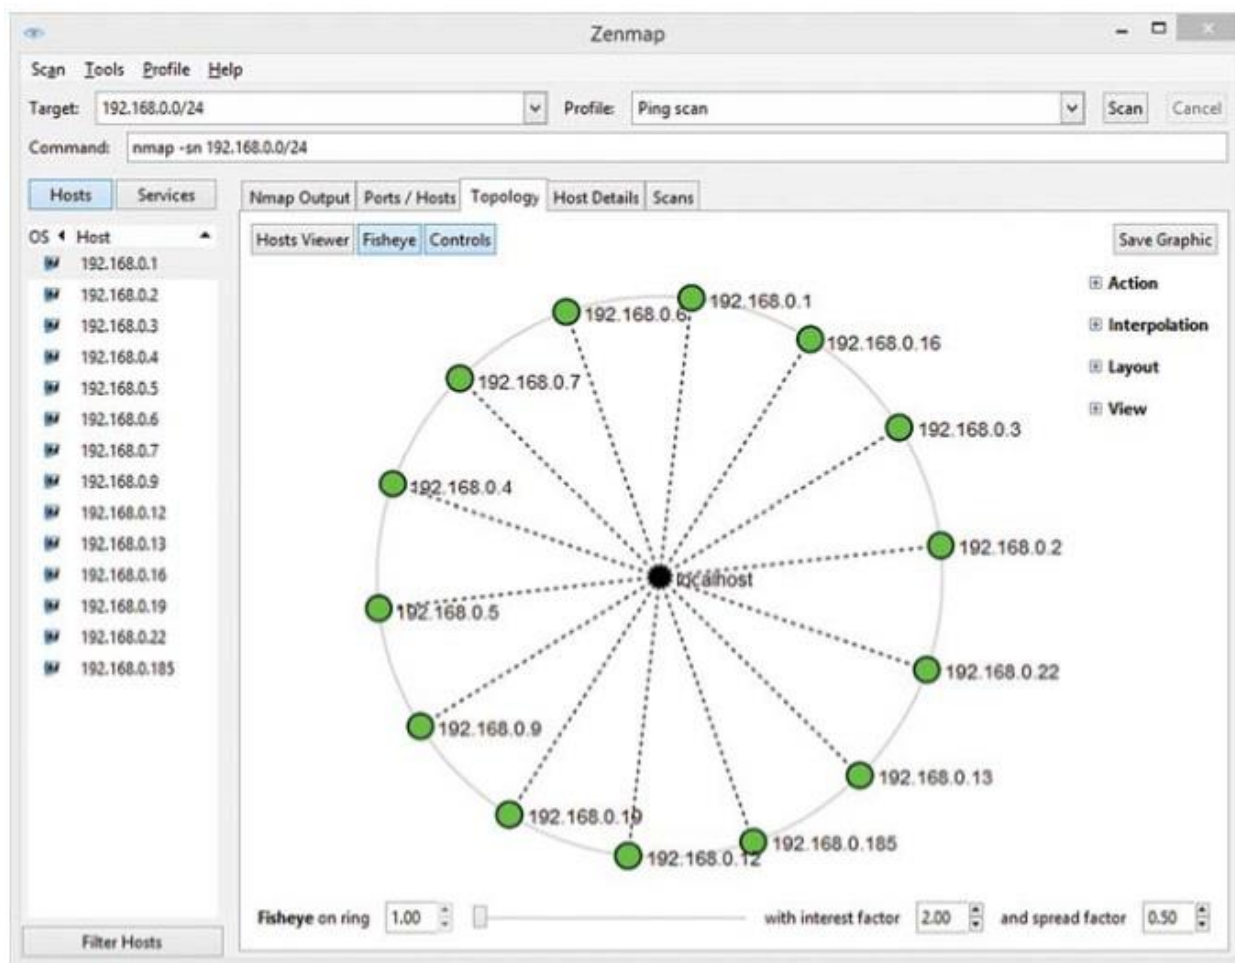 Zenmap
Scan Tools Profile Help
Target: 192.168.0.0/24 Profile: Ping scan Scan Cancel
Command: nmap -sn 192.168.0.0/24
Hosts Services
Nmap Output Ports / Hosts Topology Host Details Scans
OS Host
192.168.0.1
192.168.0.2
192.168.0.3
192.168.0.4
192.168.0.5
192.168.0.6
192.168.0.7
192.168.0.9
192.168.0.12
192.168.0.13
192.168.0.16
192.168.0.19
192.168.0.22
192.168.0.185
Filter Hosts
Hosts Viewer Fisheye Controls Save Graphic
Action
Interpolation
Layout
View
192.168.0.1
192.168.0.6
192.168.0.16
192.168.0.7
192.168.0.3
192.168.0.4
192.168.0.2
localhost
192.168.0.5
192.168.0.22
192.168.0.9
192.168.0.13
192.168.0.19
192.168.0.185
192.168.0.12
Fisheye on ring 1.00 with interest factor 2.00 and spread factor 0.50